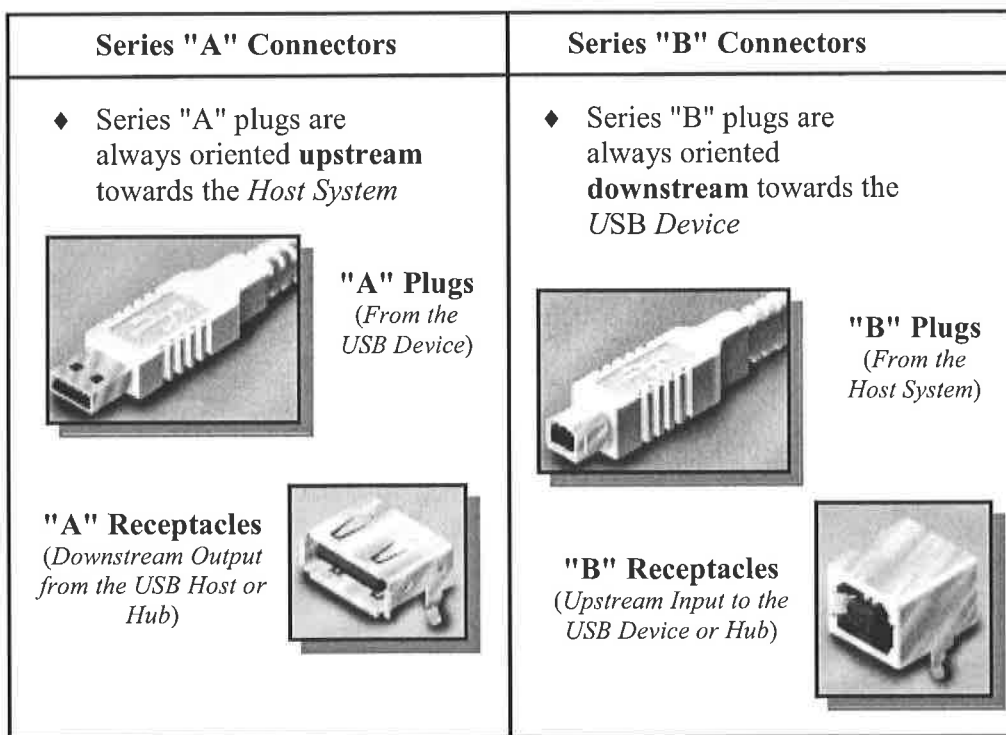 Series "A" Connectors
♦ Series "A" plugs are
always oriented upstream
towards the Host System
"A" Plugs
(From the
USB Device)
"A" Receptacles
(Downstream Output
from the USB Host or
Hub)
Series "B" Connectors
♦ Series "B" plugs are
always oriented
downstream towards the
USB Device
"B" Plugs
(From the
Host System)
"B" Receptacles
(Upstream Input to the
USB Device or Hub)